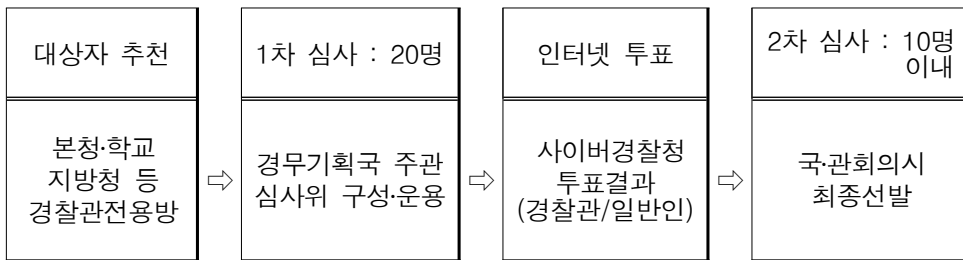 대상자 추천
본청·학교
지방청 등
경찰관전용방
⇨
1차 심사 : 20명
경무기획국 주관
심사위 구성·운용
⇨
인터넷 투표
사이버경찰청
투표결과
(경찰관/일반인)
⇨
2차 심사 : 10명
이내
국·관회의시
최종선발